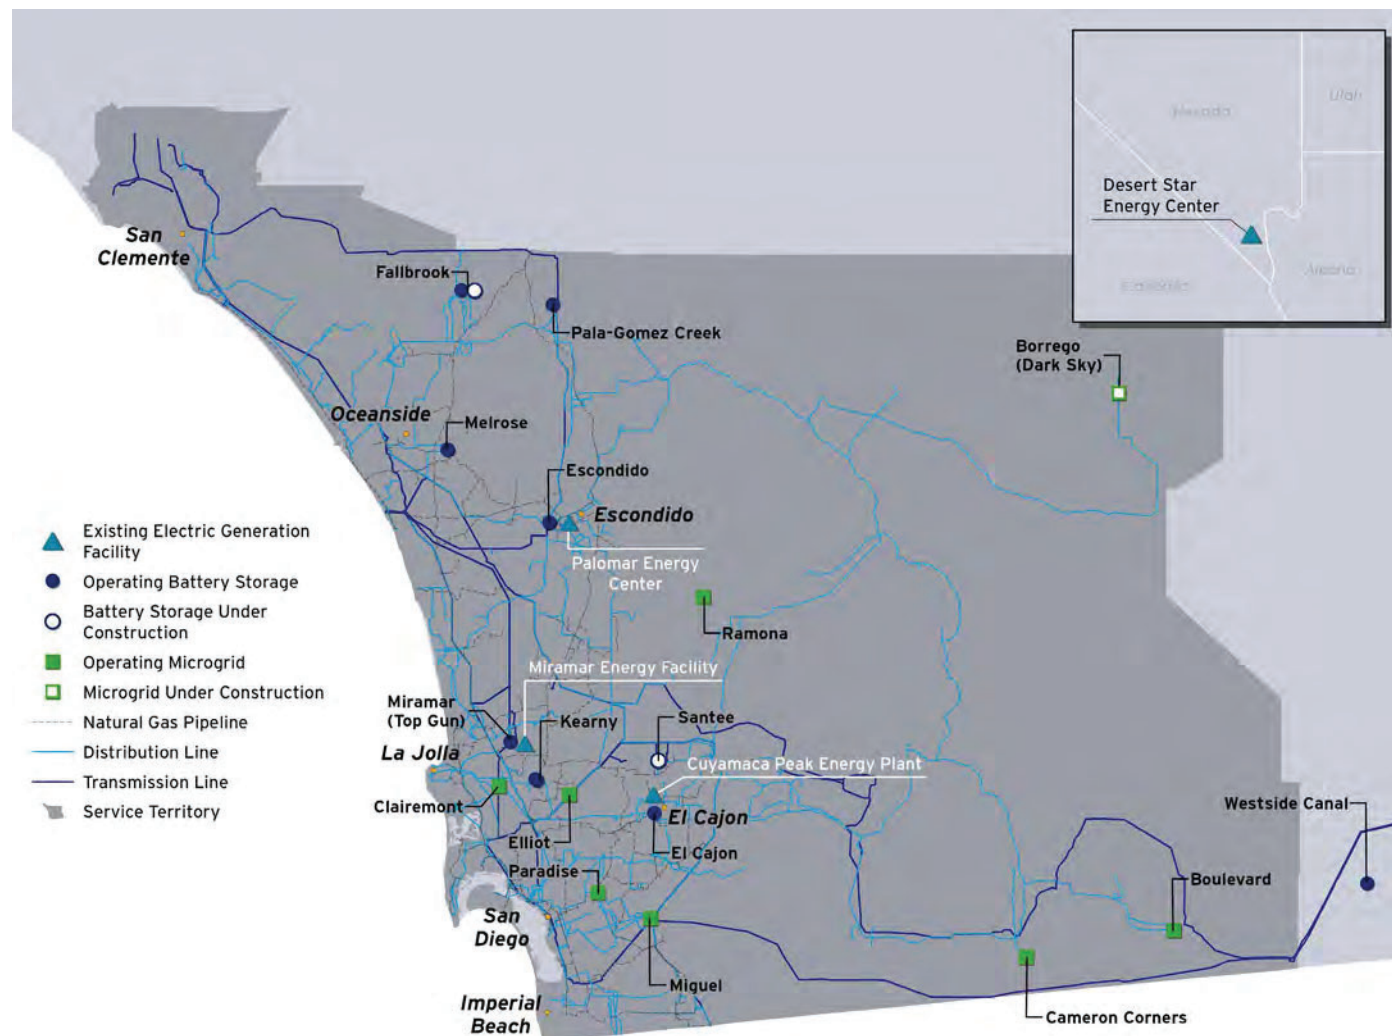 Nevada
Utah
Desert Star
Energy Center
California
Arizona
San
Clemente
Fallbrook
Pala-Gomez Creek
Borrego
(Dark Sky)
Oceanside
Melrose
Escondido
Escondido
Palomar Energy
Center
Ramona
Existing Electric Generation
Facility
Operating Battery Storage
Battery Storage Under
Construction
Operating Microgrid
Microgrid Under Construction
Natural Gas Pipeline
Distribution Line
Transmission Line
Service Territory
Miramar Energy Facility
Miramar
(Top Gun)
Kearny
Santee
La Jolla
Cuyamaca Peak Energy Plant
Clairemont
Elliot
El Cajon
El Cajon
Westside Canal
Paradise
Boulevard
San
Diego
Miguel
Imperial
Beach
Cameron Corners